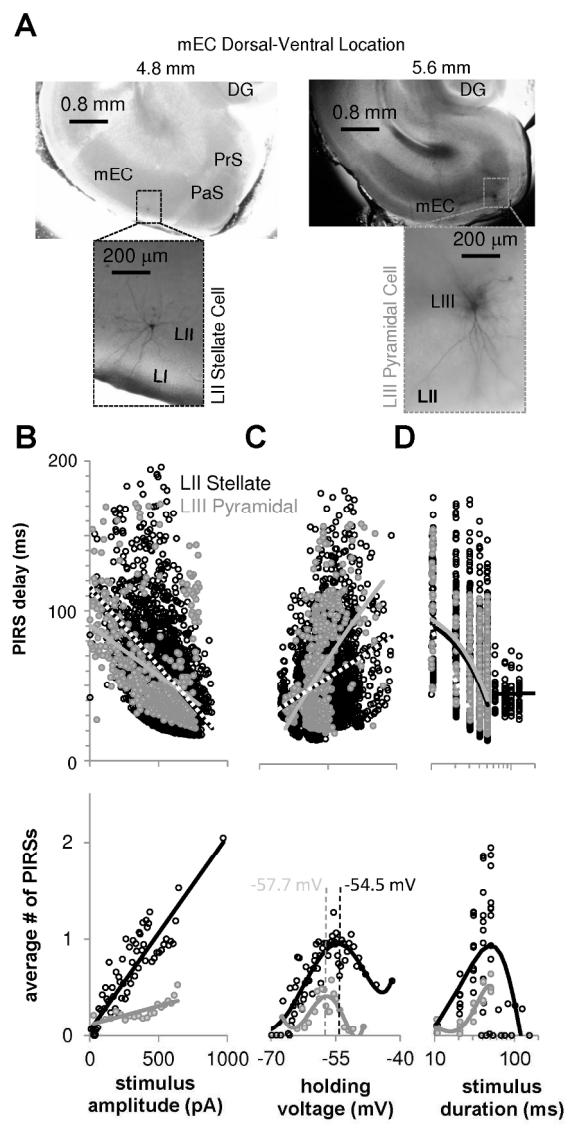 A
mEC Dorsal-Ventral Location
4.8 mm
5.6 mm
DG
0.8 mm
PrS
mEC
PaS
DG
0.8 mm
mEC
200 μm
LII
LI
LII Stellate Cell
200 μm
LIII
LII
LIII Pyramidal Cell
B
C
D
200
100
0
PIRS delay (ms)
LII Stellate
LIII Pyramidal
2
1
0
average # of PIRSs
-57.7 mV
-54.5 mV
0 500 1000
stimulus
amplitude (pA)
-70 -55 -40
holding
voltage (mV)
10 100
stimulus
duration (ms)